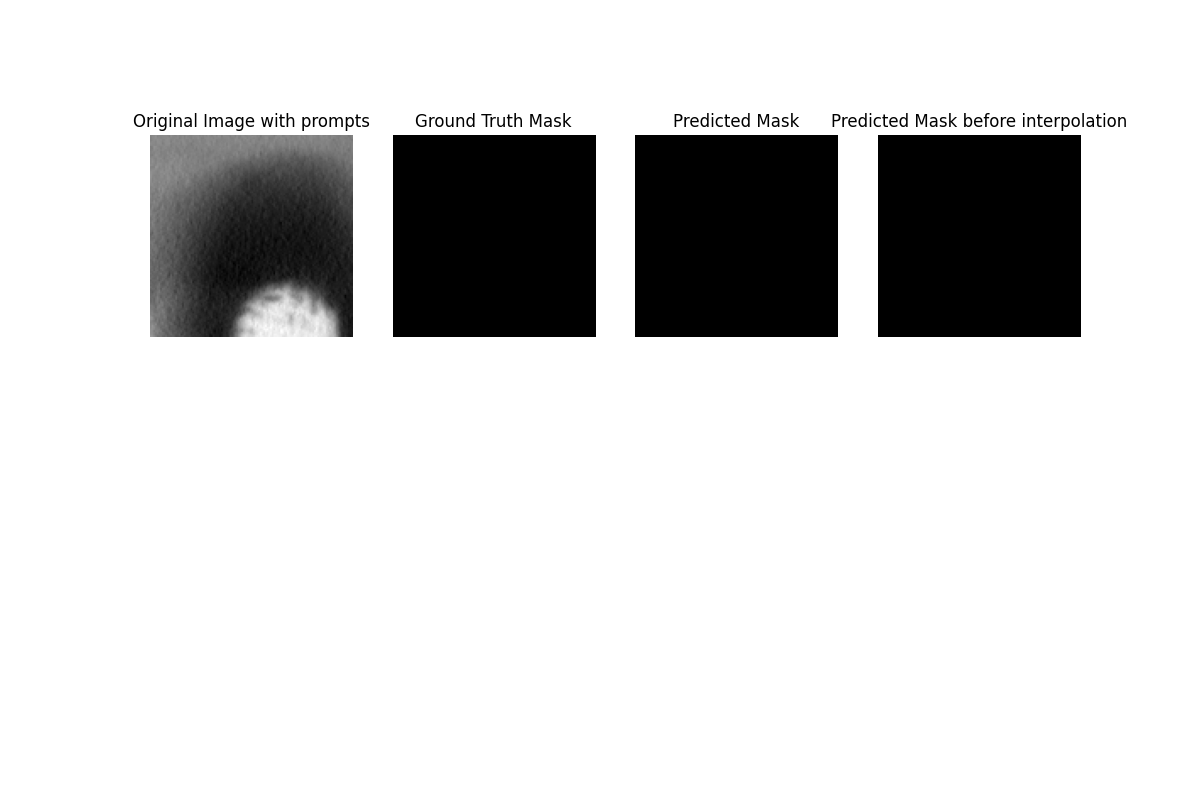 Original Image with prompts
Ground Truth Mask
Predicted Mask
Predicted Mask before interpolation